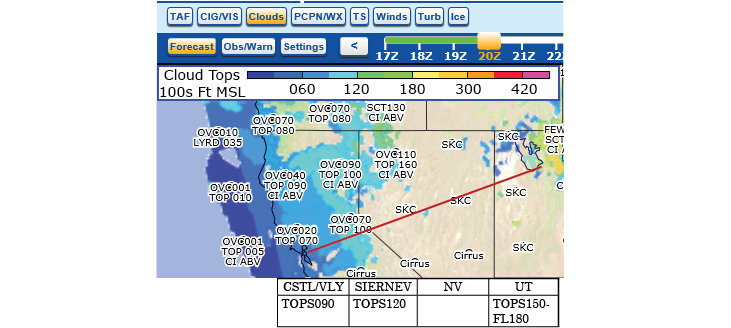 TAF CIG/VIS Clouds PCPN/WX TS Winds Turb Ice
Forecast Obs/Warn Settings <
17Z 18Z 19Z 20Z 21Z 22
Cloud Tops
100s Ft MSL 060 120 180 300 420
OVC070
TOP 080
OVC070
TOP 080
SCT130
CI ABV
OVC010
LYRD 035
SKC
SKC
FEW
SCT
CI A
OVC090
TOP 100
CI ABV
OVC110
TOP 160
CI ABV
OVC040
TOP 090
CI ABV
OVC001
TOP 010
SKC
SKC
SKC
OVC070
TOP 100
OVC020
TOP 070
OVC001
TOP 005
CI ABV
SKC
Cirrus
Cirrus
Cirrus
CSTL/VLY SIERNEV NV UT
TOPS090 TOPS120 TOPS150-
FL180